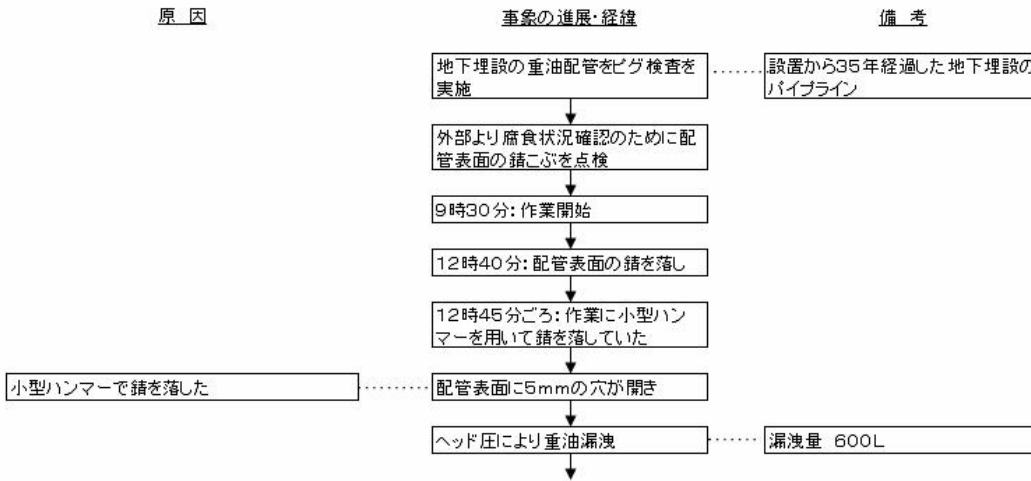 原 因
事象の進展・経緯
備 考
地下埋設の重油配管をピグ検査を
実施
設置から35年経過した地下埋設の
パイプライン
外部より腐食状況確認のために配
管表面の錆こぶを点検
9時30分：作業開始
12時40分：配管表面の錆を落し
12時45分ごろ：作業に小型ハン
マーを用いて錆を落していた
小型ハンマーで錆を落した
配管表面に5mmの穴が開き
ヘッド圧により重油漏洩
漏洩量 600L